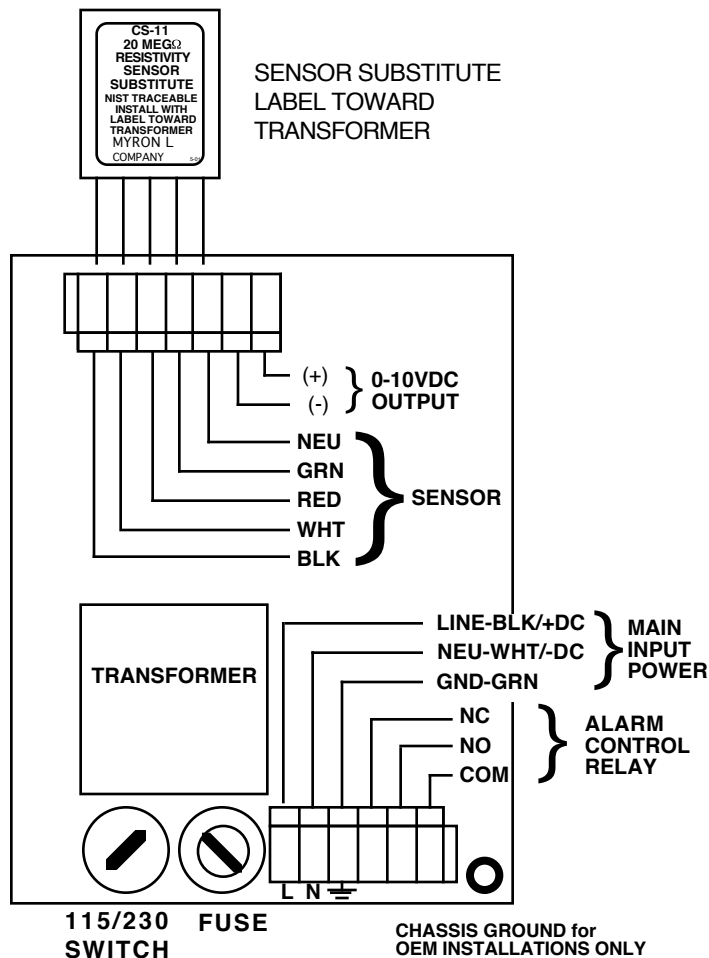 CS-11
20 MEGΩ
RESISTIVITY
SENSOR
SUBSTITUTE
NIST TRACEABLE
INSTALL WITH
LABEL TOWARD
TRANSFORMER
MYRON L
COMPANY
SENSOR SUBSTITUTE
LABEL TOWARD
TRANSFORMER
(+)
(-)
0-10VDC
OUTPUT
NEU
GRN
RED
WHT
BLK
SENSOR
TRANSFORMER
LINE-BLK/+DC
NEU-WHT/-DC
GND-GRN
MAIN
INPUT
POWER
NC
NO
COM
ALARM
CONTROL
RELAY
L N
115/230
SWITCH
FUSE
CHASSIS GROUND for
OEM INSTALLATIONS ONLY